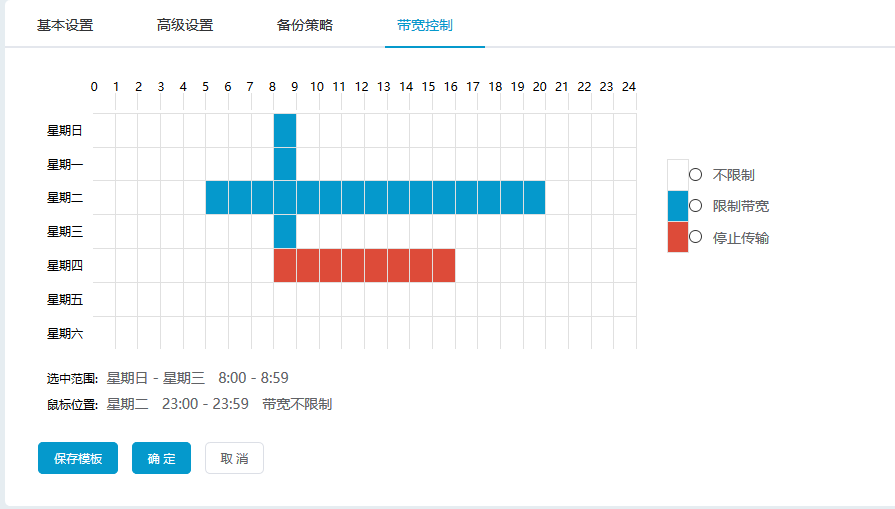 基本设置 高级设置 备份策略 带宽控制
0 1 2 3 4 5 6 7 8 9 10 11 12 13 14 15 16 17 18 19 20 21 22 23 24
星期日
星期一
不限制
星期二
限制带宽
星期三
停止传输
星期四
星期五
星期六
选中范围: 星期日 - 星期三 8:00 - 8:59
鼠标位置: 星期二 23:00 - 23:59 带宽不限制
保存模板 确 定 取 消